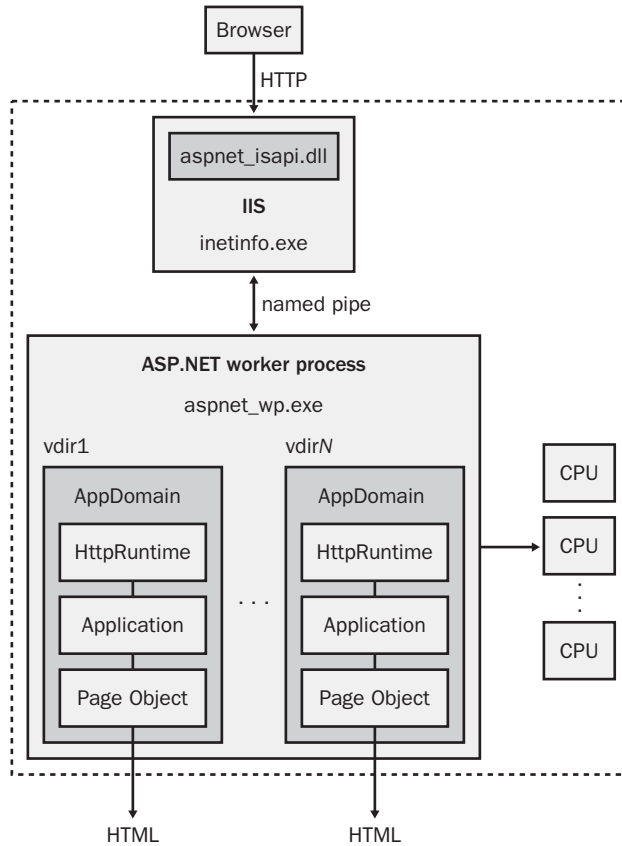 Browser
HTTP
aspnet_isapi.dll
IIS
inetinfo.exe
named pipe
ASP.NET worker process
aspnet_wp.exe
vdir1
vdirN
AppDomain
AppDomain
HttpRuntime
HttpRuntime
Application
Application
Page Object
Page Object
. . .
CPU
CPU
CPU
HTML
HTML